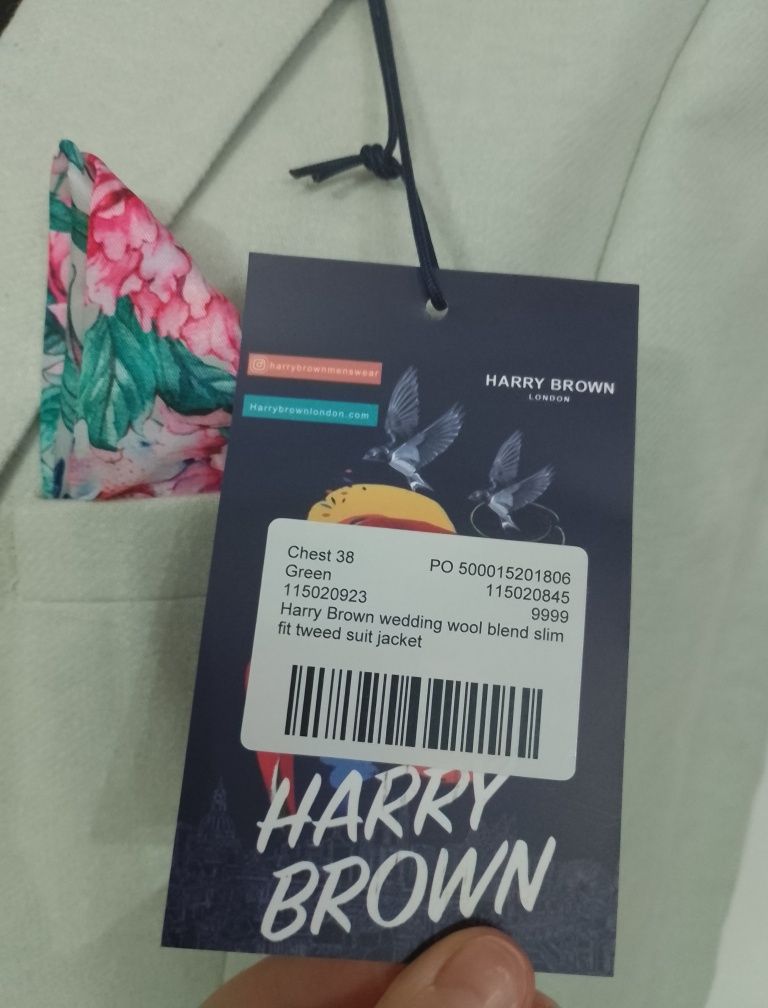 harrybrownmenswear
Harrybrownlondon.com
HARRY BROWN
LONDON
Chest 38
PO 500015201806
Green
115020845
115020923
9999
Harry Brown wedding wool blend slim
fit tweed suit jacket
HARRY
BROWN